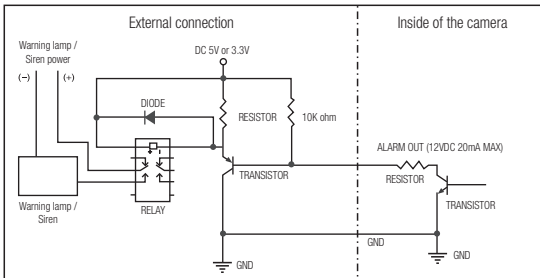 External connection
Inside of the camera
Warning lamp /
Siren power
(−)
(+)
DC 5V or 3.3V
DIODE
RESISTOR
10K ohm
ALARM OUT (12VDC 20mA MAX)
RESISTOR
TRANSISTOR
TRANSISTOR
Warning lamp /
Siren
RELAY
GND
GND
GND